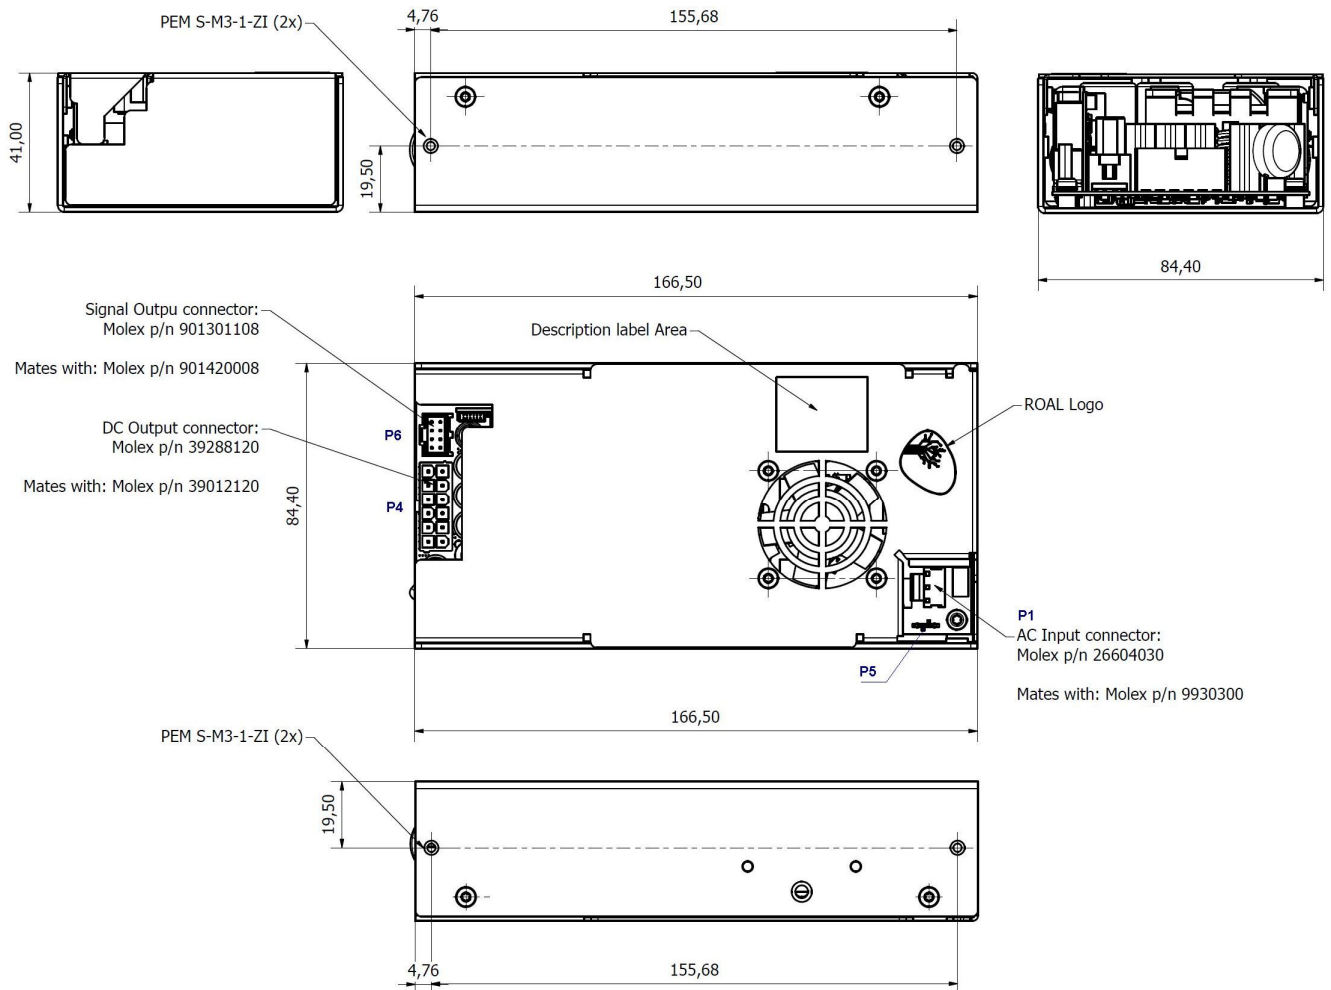 PEM S-M3-1-ZI (2x)
4,76
155,68
41,00
19,50
84,40
166,50
Signal Outpu connector:
Molex p/n 901301108
Mates with: Molex p/n 901420008
Description label Area
ROAL Logo
DC Output connector:
Molex p/n 39288120
Mates with: Molex p/n 39012120
P6
P4
84,40
P1
AC Input connector:
Molex p/n 26604030
Mates with: Molex p/n 9930300
P5
166,50
PEM S-M3-1-ZI (2x)
19,50
4,76
155,68